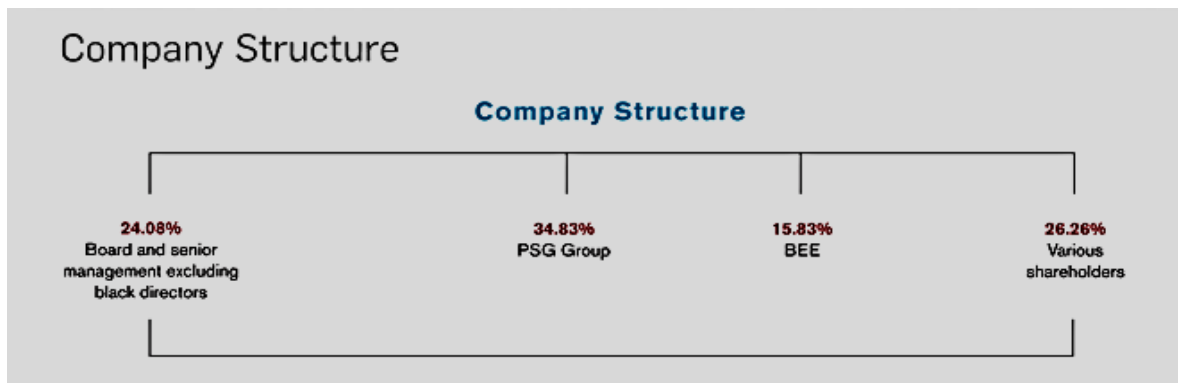 Company Structure
Company Structure
24.08%
Board and senior
management excluding
black directors
34.83%
PSG Group
15.83%
BEE
26.26%
Various
shareholders